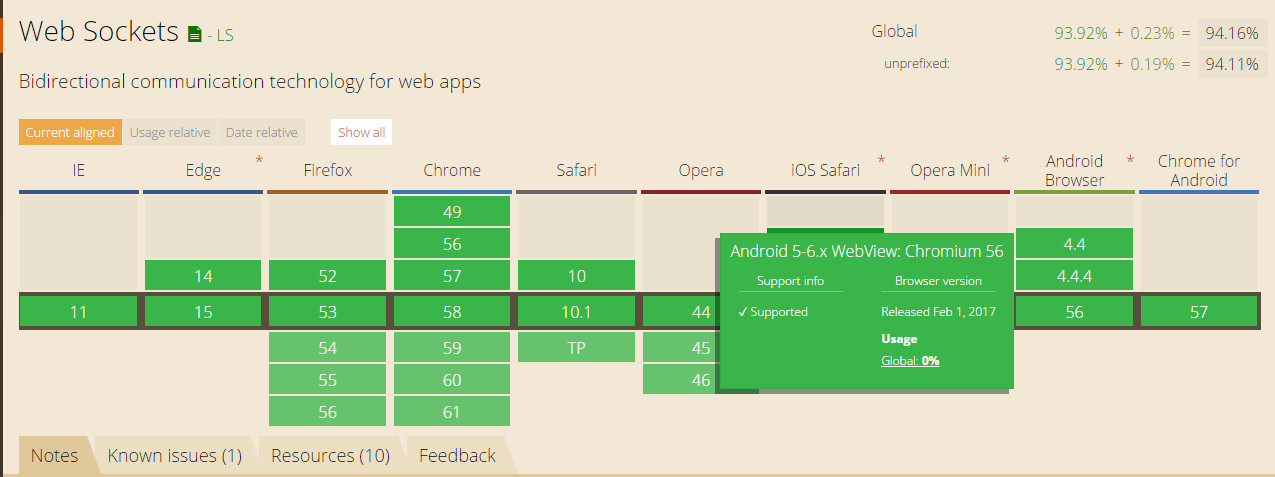 Web Sockets - LS
Global 93.92% + 0.23% = 94.16%
unprefixed: 93.92% + 0.19% = 94.11%
Bidirectional communication technology for web apps
Current aligned Usage relative Date relative Show all
IE Edge * Firefox Chrome Safari Opera iOS Safari * Opera Mini * Android Browser * Chrome for Android
49
56 4.4
14 52 57 10 4.4.4
11 15 53 58 10.1 44 56 57
54 59 TP 45
55 60 46
56 61
Android 5-6.x WebView: Chromium 56
Support info Browser version
✓ Supported Released Feb 1, 2017
Usage
Global: 0%
Notes Known issues (1) Resources (10) Feedback